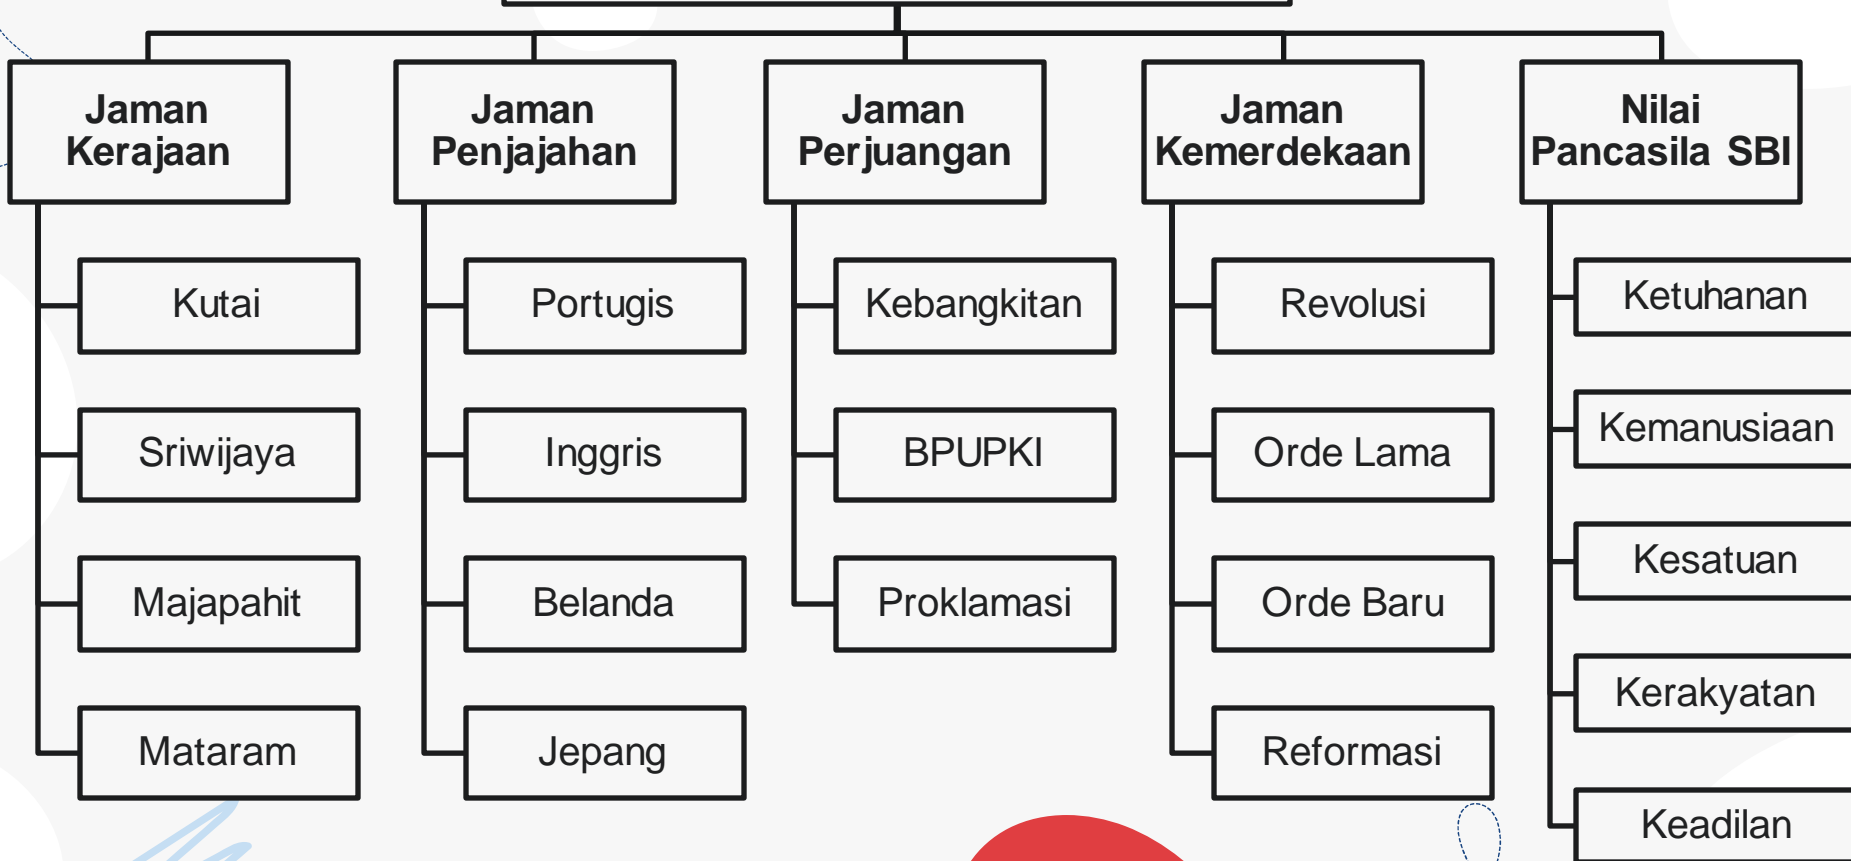 Jaman
Kerajaan
Kutai
Sriwijaya
Majapahit
Mataram
Jaman
Penjajahan
Portugis
Inggris
Belanda
Jepang
Jaman
Perjuangan
Kebangkitan
BPUPKI
Proklamasi
Jaman
Kemerdekaan
Revolusi
Orde Lama
Orde Baru
Reformasi
Nilai
Pancasila SBI
Ketuhanan
Kemanusiaan
Kesatuan
Kerakyatan
Keadilan